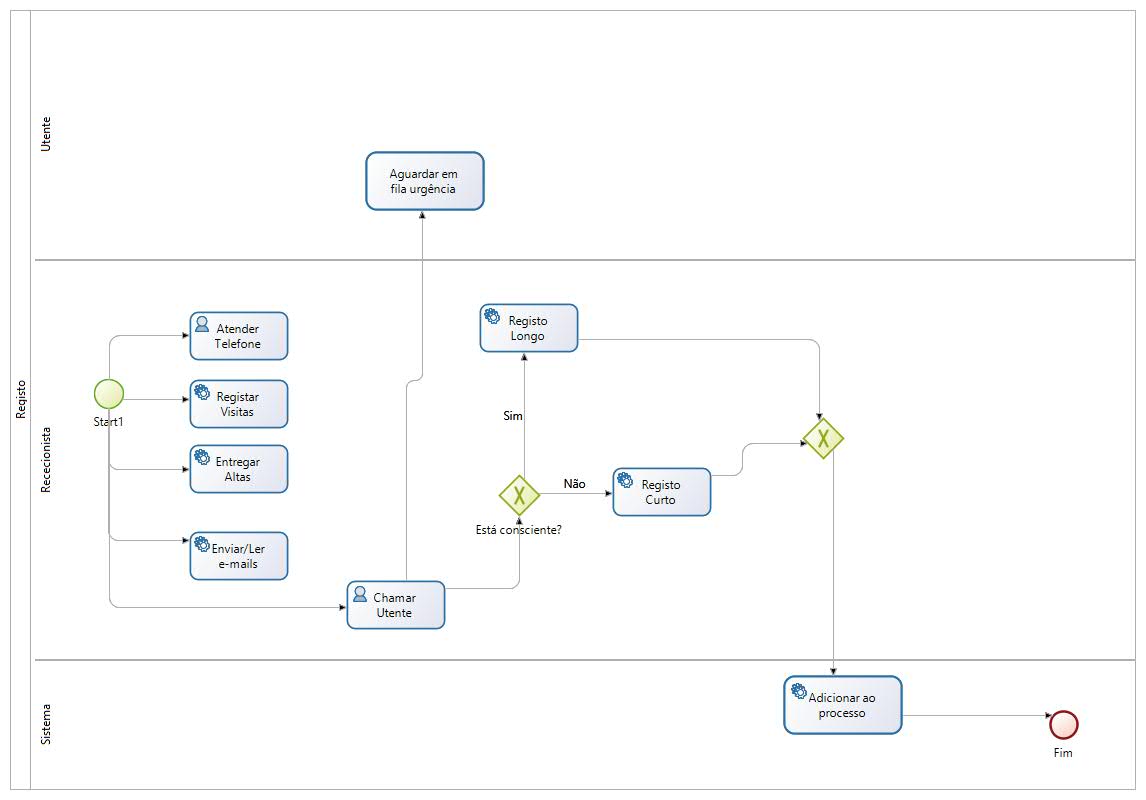 Registo
Utente
Aguardar em
fila urgência
Rececionista
Atender
Telefone
Start1
Registar
Visitas
Entregar
Altas
Enviar/Ler
e-mails
Chamar
Utente
Registo
Longo
Sim
Está consciente?
Não
Registo
Curto
Sistema
Adicionar ao
processo
Fim